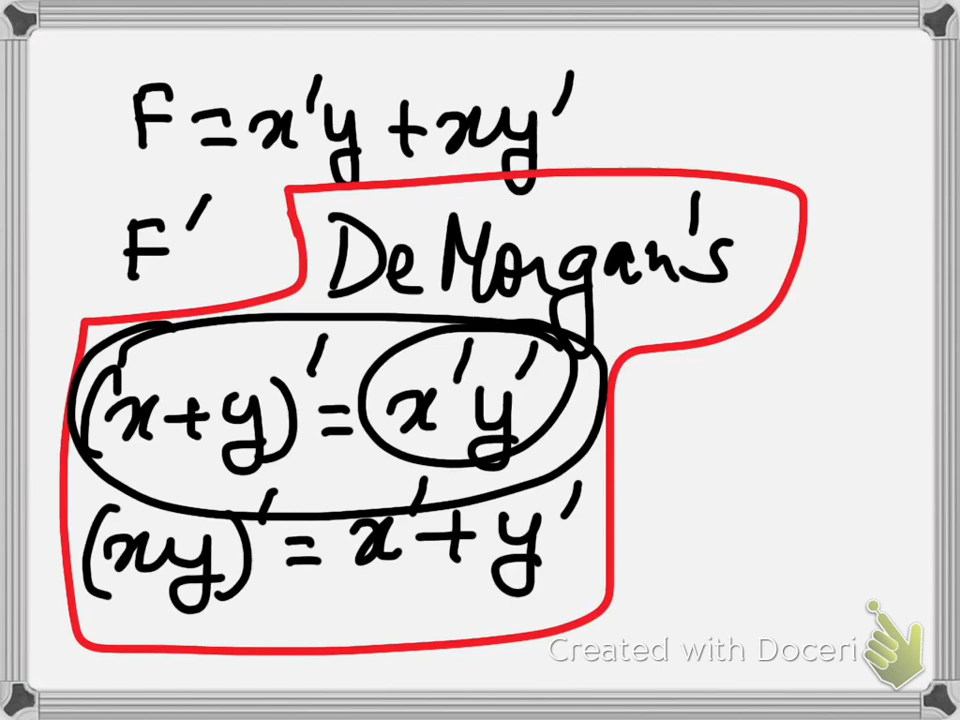 F = x'y + xy'
F' De Morgan's
(x+y)' = x'y'
(xy)' = x' + y'
Created with Doceri